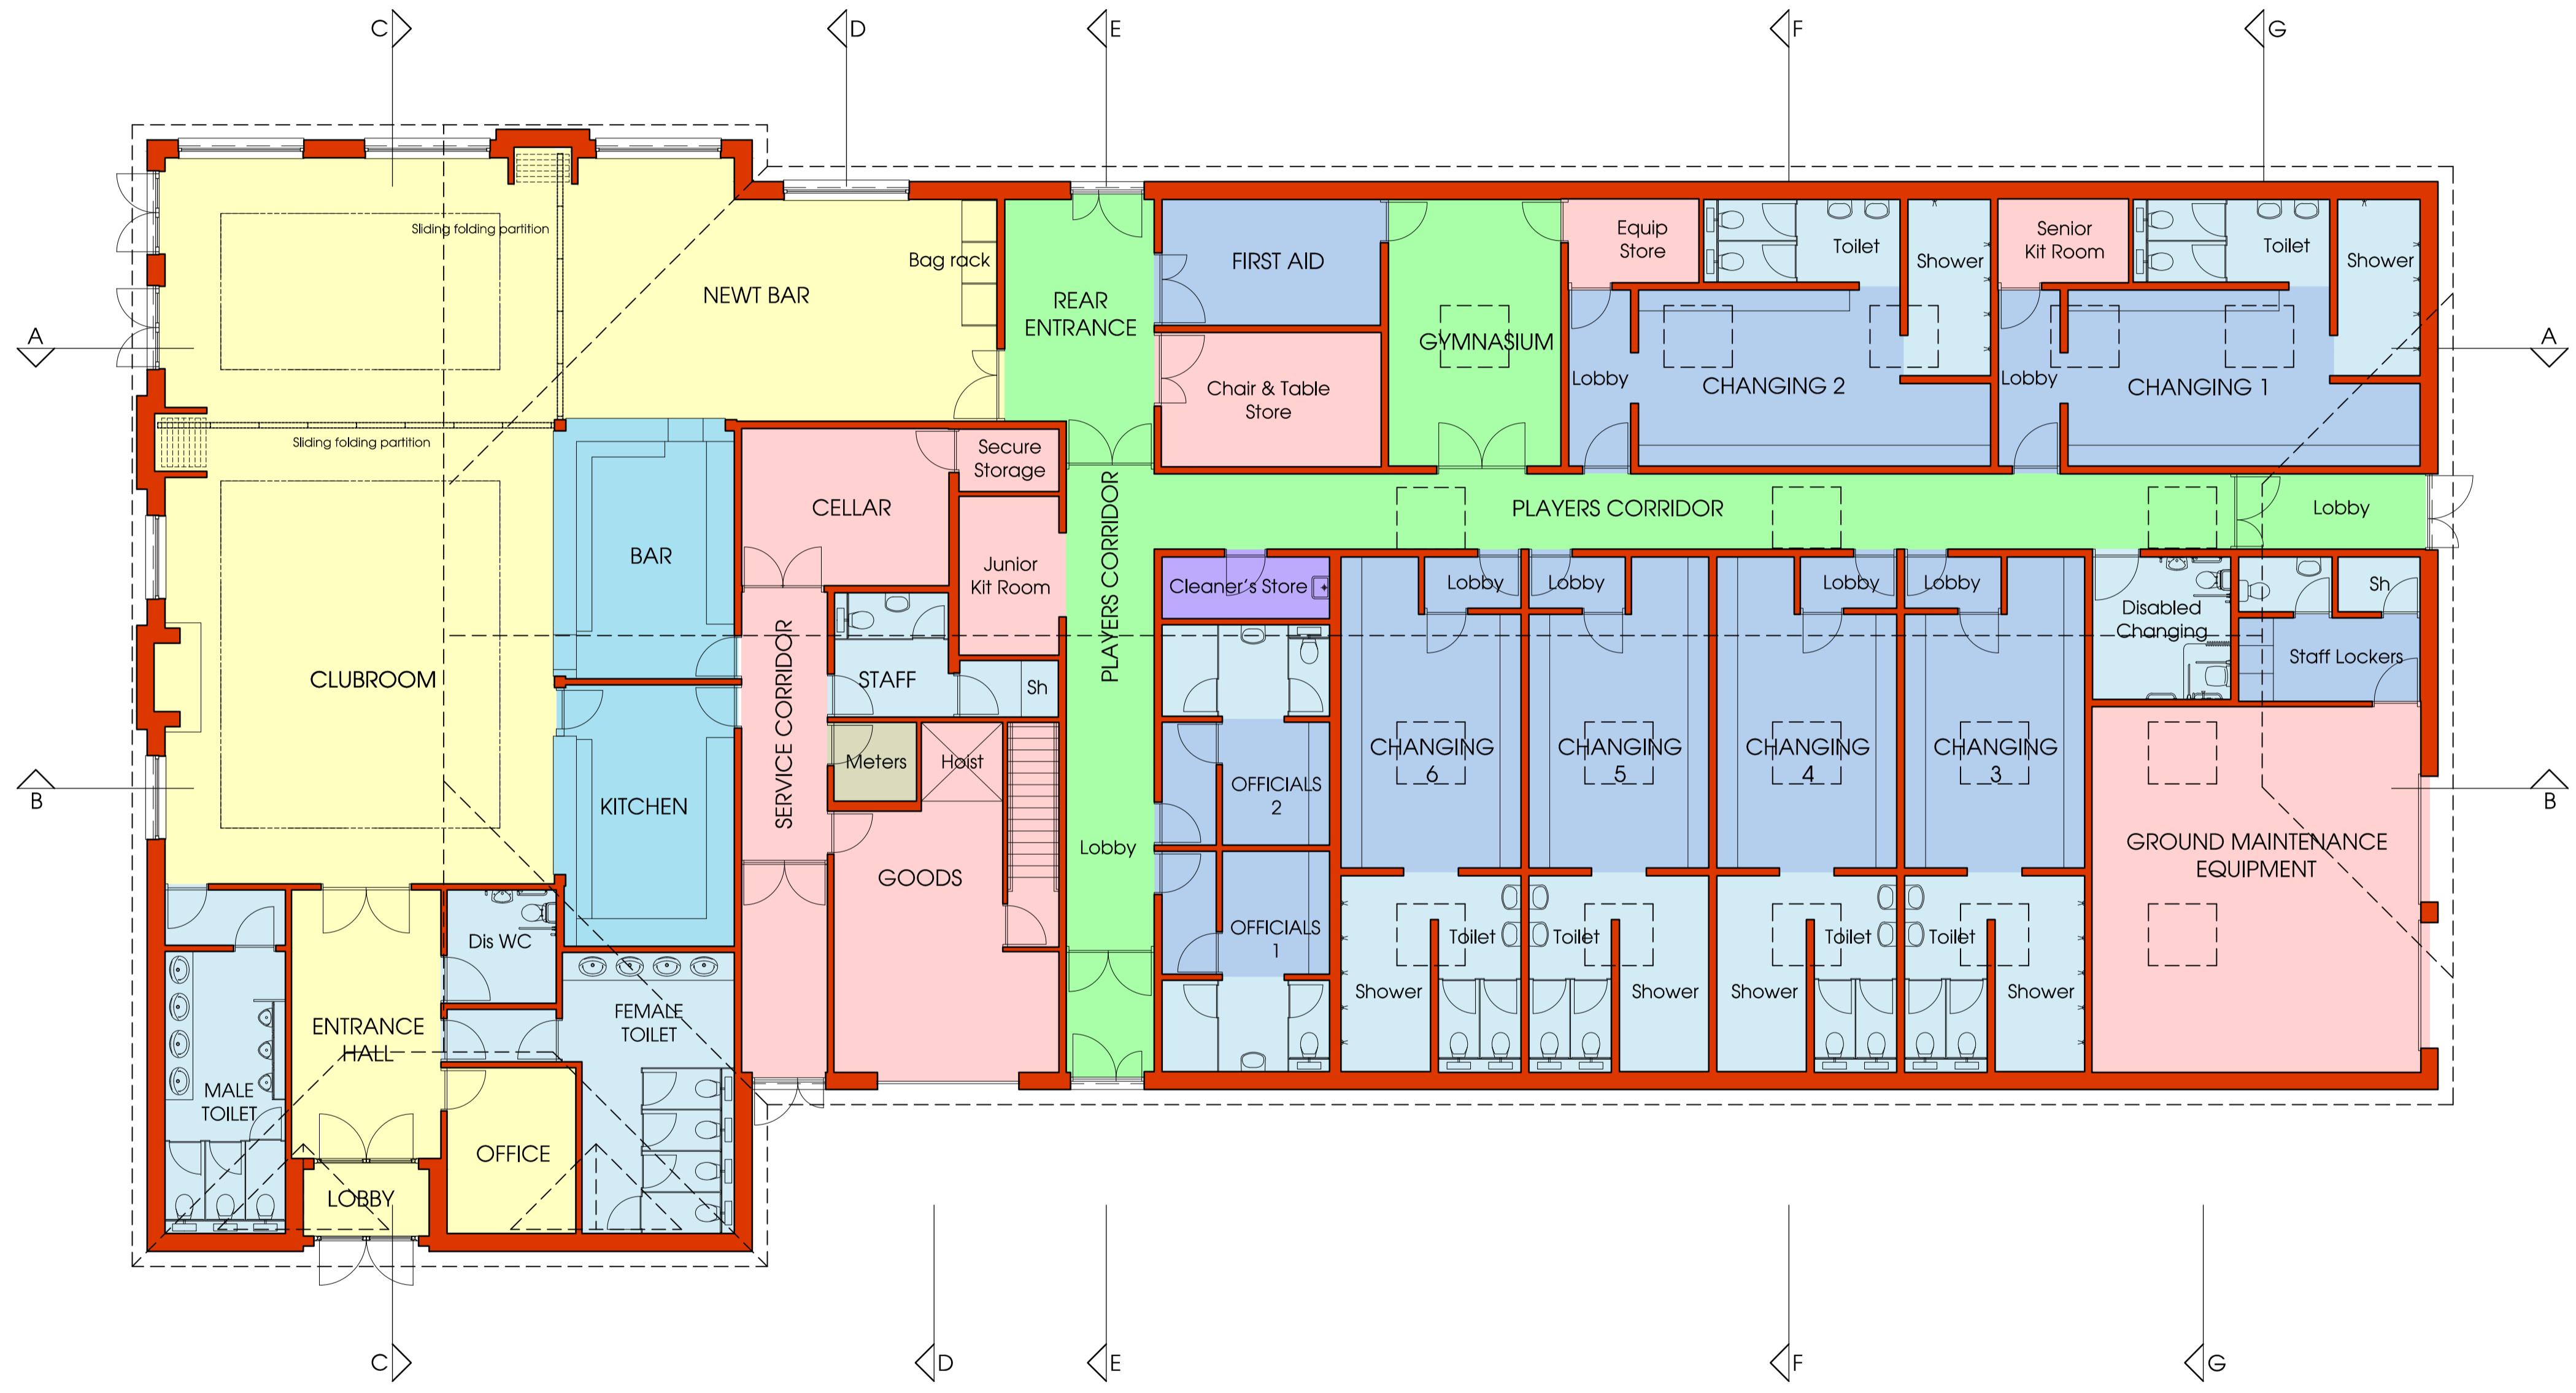 C
D
E
F
G
Sliding folding partition
Bag rack
NEWT BAR
REAR
ENTRANCE
FIRST AID
Equip
Store
Toilet
Shower
Senior
Kit Room
Toilet
Shower
A
GYMNASIUM
A
Lobby
CHANGING 2
Lobby
CHANGING 1
Chair & Table
Store
Sliding folding partition
Secure
Storage
CELLAR
PLAYERS CORRIDOR
PLAYERS CORRIDOR
Lobby
BAR
Junior
Kit Room
Cleaner's Store
Lobby
Lobby
Lobby
Lobby
Disabled
Changing
Sh
Staff Lockers
CLUBROOM
SERVICE CORRIDOR
STAFF
Sh
Meters
Hoist
CHANGING
6
CHANGING
5
CHANGING
4
CHANGING
3
OFFICIALS
2
B
B
KITCHEN
Lobby
GROUND MAINTENANCE
EQUIPMENT
GOODS
OFFICIALS
1
Dis WC
Toilet
Toilet
Toilet
Toilet
Shower
Shower
Shower
Shower
ENTRANCE
HALL
FEMALE
TOILET
MALE
TOILET
OFFICE
LOBBY
C
D
E
F
G